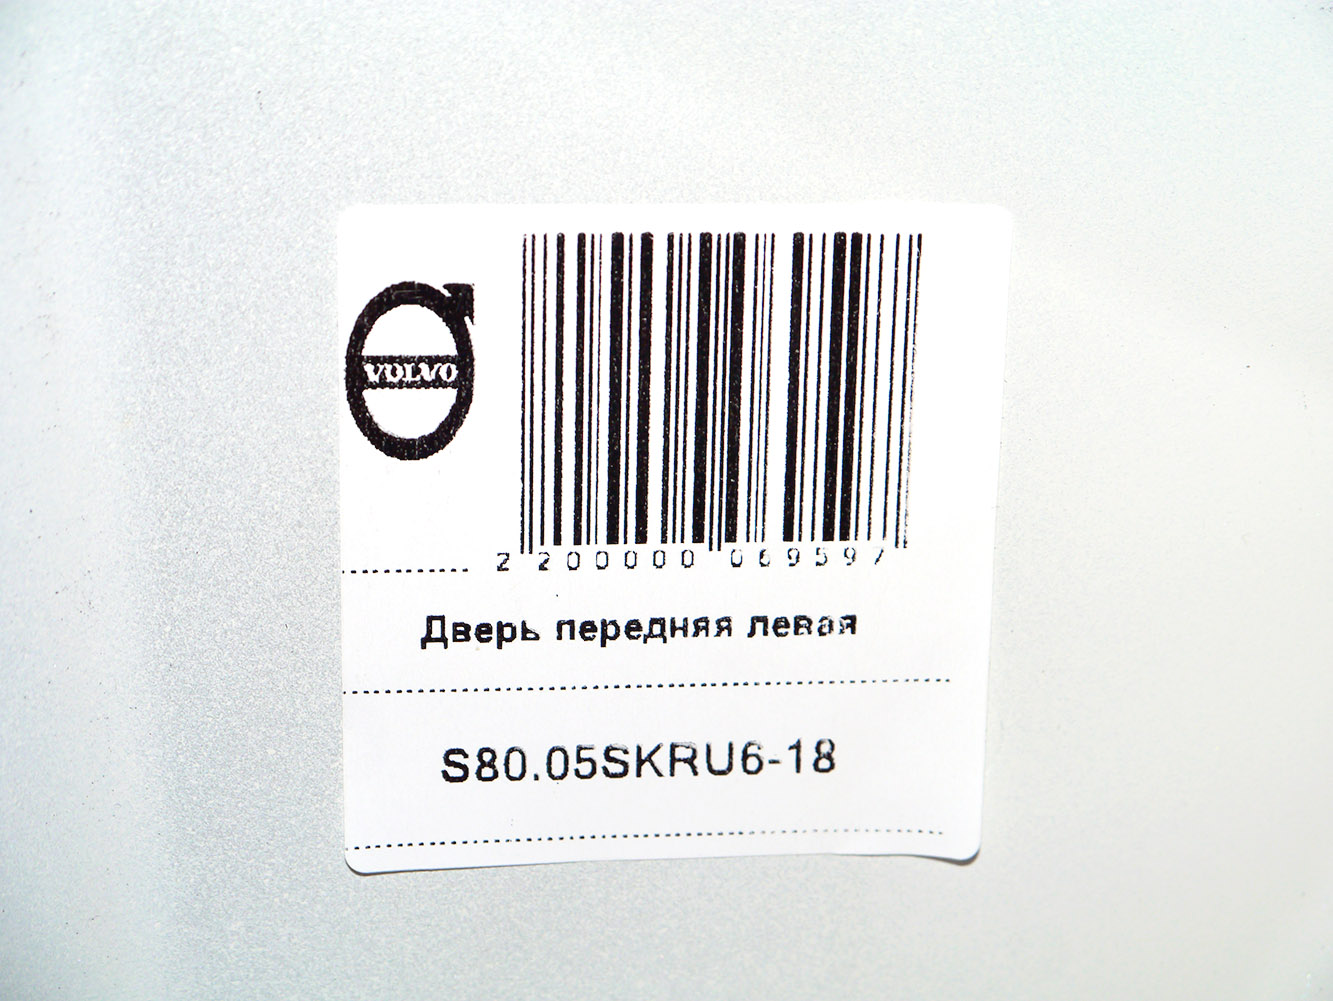 VOLVO
2 200000 069597
Дверь передняя левая
S80.05SKRU6-18